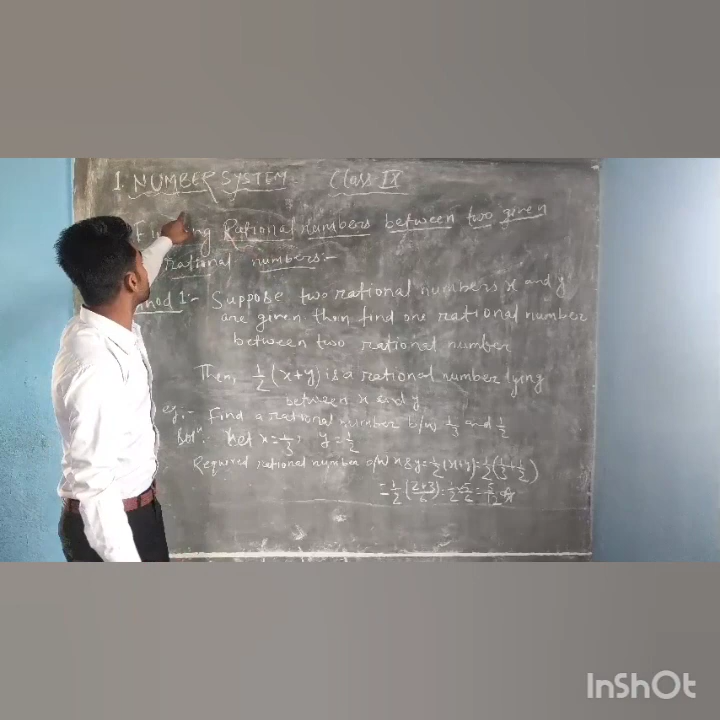 1. NUMBER SYSTEM Class IX
Finding Rational numbers between two given
rational numbers:-
1:- Suppose two rational numbers x and y
are given then find one rational number
between two rational number
Then, 1/2 (x+y) is a rational number lying
between x and y
eg:- Find a rational number b/w 1/3 and 1/2
Solⁿ: Let x = 1/3, y = 1/2
Required rational number b/w x & y = 1/2 (x+y) = 1/2 (1/3 + 1/2)
= 1/2 (2+3/6) = 1/2 × 5/6 = 5/12
InShOt